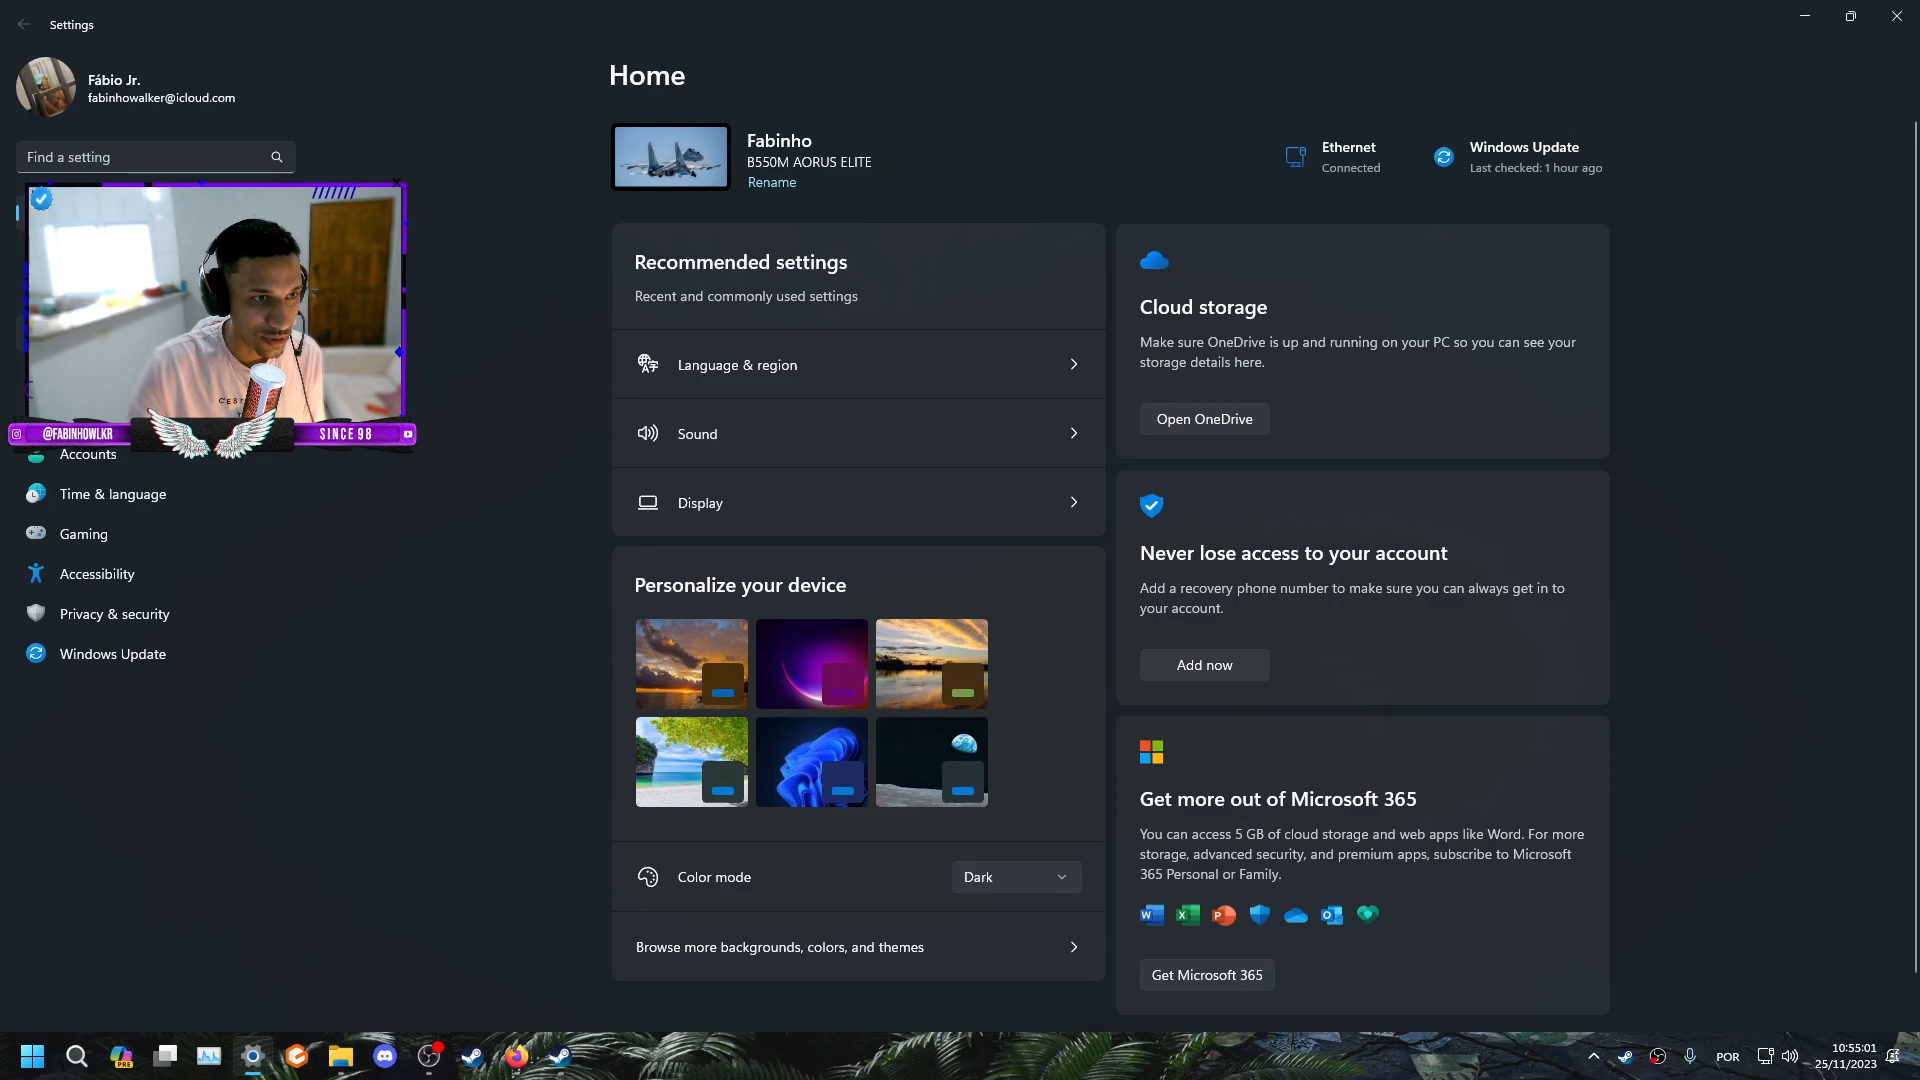 Settings
Fábio Jr.
fabinhowalker@icloud.com
Find a setting
@FABINHOWLKR
SINCE 98
Accounts
Time & language
Gaming
Accessibility
Privacy & security
Windows Update
Home
Fabinho
B550M AORUS ELITE
Rename
Ethernet
Connected
Windows Update
Last checked: 1 hour ago
Recommended settings
Recent and commonly used settings
Language & region
Sound
Display
Personalize your device
Color mode
Dark
Browse more backgrounds, colors, and themes
Cloud storage
Make sure OneDrive is up and running on your PC so you can see your
storage details here.
Open OneDrive
Never lose access to your account
Add a recovery phone number to make sure you can always get in to
your account.
Add now
Get more out of Microsoft 365
You can access 5 GB of cloud storage and web apps like Word. For more
storage, advanced security, and premium apps, subscribe to Microsoft
365 Personal or Family.
Get Microsoft 365
PRE
POR
10:55:01
25/11/2023